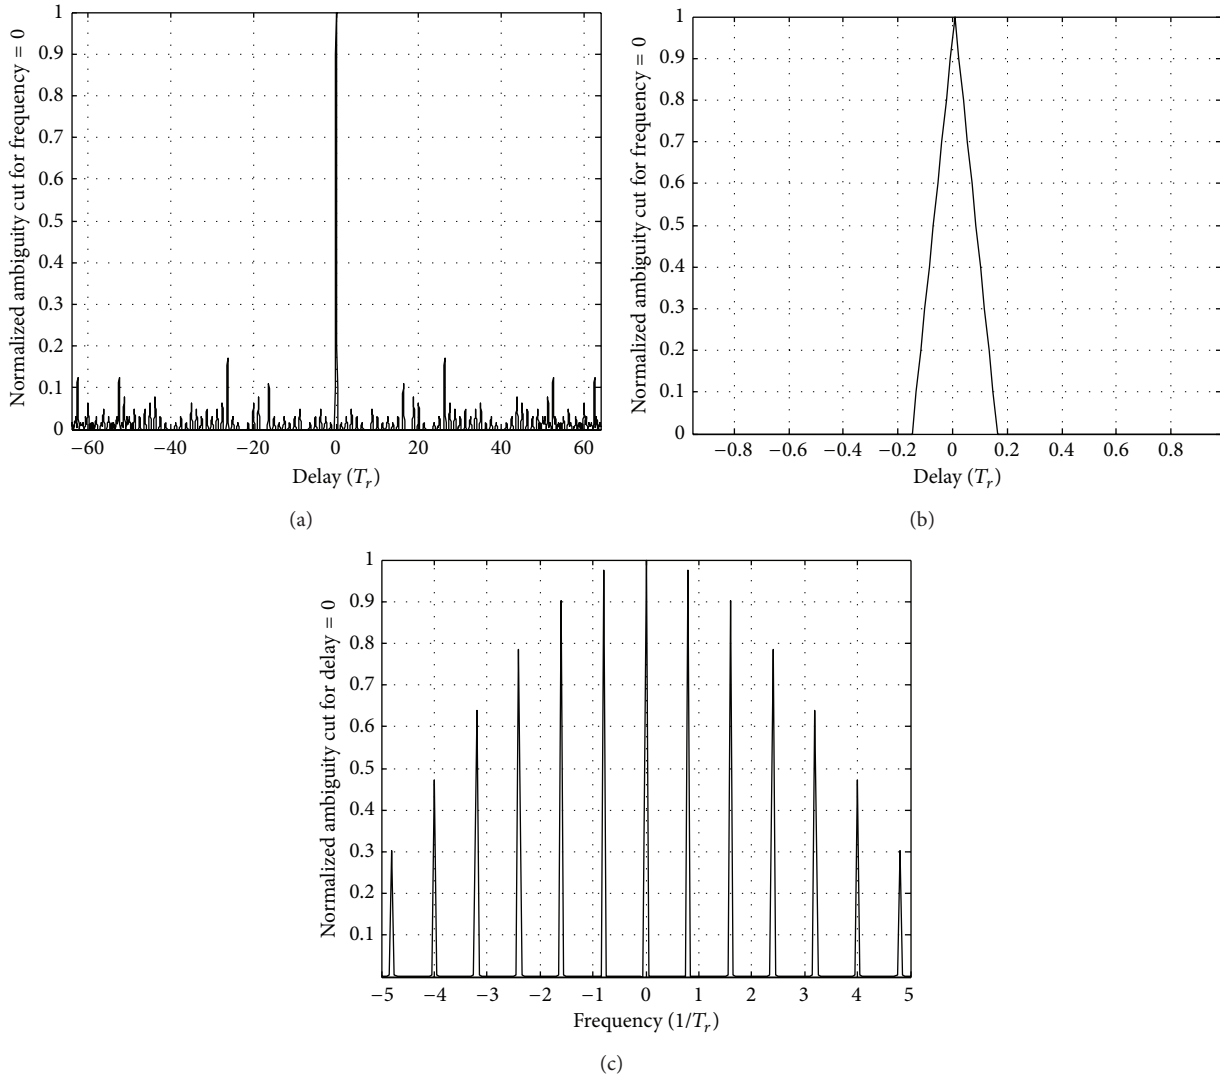 Normalized ambiguity cut for frequency = 0
1
0.9
0.8
0.7
0.6
0.5
0.4
0.3
0.2
0.1
0
−60 −40 −20 0 20 40 60
Delay (Tr)
(a)
Normalized ambiguity cut for frequency = 0
1
0.9
0.8
0.7
0.6
0.5
0.4
0.3
0.2
0.1
0
−0.8 −0.6 −0.4 −0.2 0 0.2 0.4 0.6 0.8
Delay (Tr)
(b)
Normalized ambiguity cut for delay = 0
1
0.9
0.8
0.7
0.6
0.5
0.4
0.3
0.2
0.1
−5 −4 −3 −2 −1 0 1 2 3 4 5
Frequency (1/Tr)
(c)